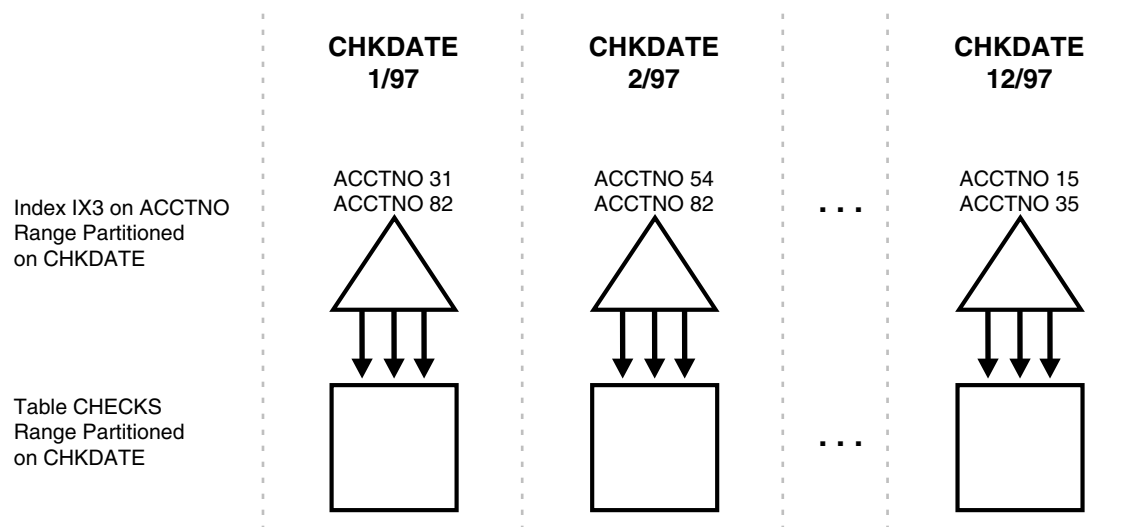 CHKDATE
1/97
CHKDATE
2/97
CHKDATE
12/97
Index IX3 on ACCTNO
Range Partitioned
on CHKDATE
ACCTNO 31
ACCTNO 82
ACCTNO 54
ACCTNO 82
. . .
ACCTNO 15
ACCTNO 35
Table CHECKS
Range Partitioned
on CHKDATE
. . .